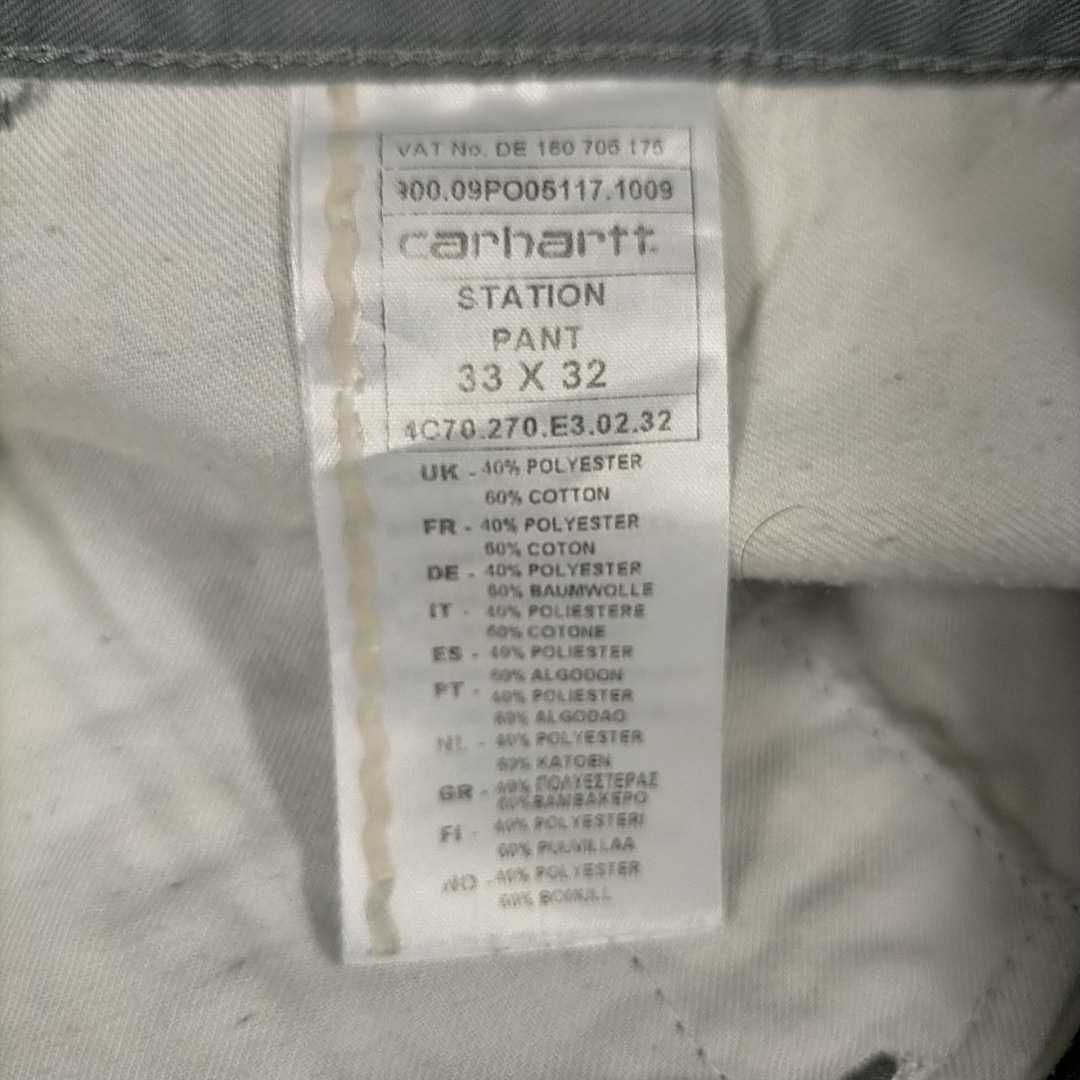 VAT No. DE 160 705 175
900.09PO05117.1009
carhartt
STATION
PANT
33 X 32
4C70.270.E3.02.32
UK - 40% POLYESTER
60% COTTON
FR - 40% POLYESTER
60% COTON
DE - 40% POLYESTER
60% BAUMWOLLE
IT - 40% POLIESTERE
60% COTONE
ES - 40% POLIESTER
60% ALGODON
PT - 40% POLIESTER
60% ALGODAO
NL - 40% POLYESTER
60% KATOEN
GR - 40% ΠΟΛΥΕΣΤΕΡΑΣ
60% BAMBAKERO
FI - 40% POLYESTERI
60% PUUVILLAA
NO - 40% POLYESTER
60%